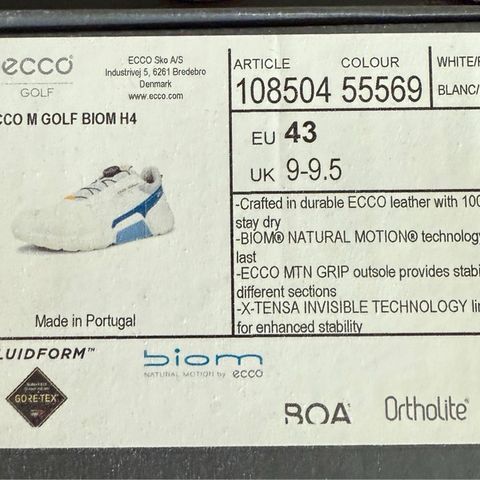 ecco
GOLF
ECCO Sko A/S
Industrivej 5, 6261 Bredebro
Denmark
www.ecco.com
CCO M GOLF BIOM H4
Made in Portugal
ARTICLE COLOUR
108504 55569
WHITE/
BLANC/
EU 43
UK 9-9.5
-Crafted in durable ECCO leather with 100
stay dry
-BIOM® NATURAL MOTION® technology
last
-ECCO MTN GRIP outsole provides stabi
different sections
-X-TENSA INVISIBLE TECHNOLOGY li
for enhanced stability
LUIDFORM™
GORE-TEX
biom
NATURAL MOTION by ecco
BOA
Ortholite®